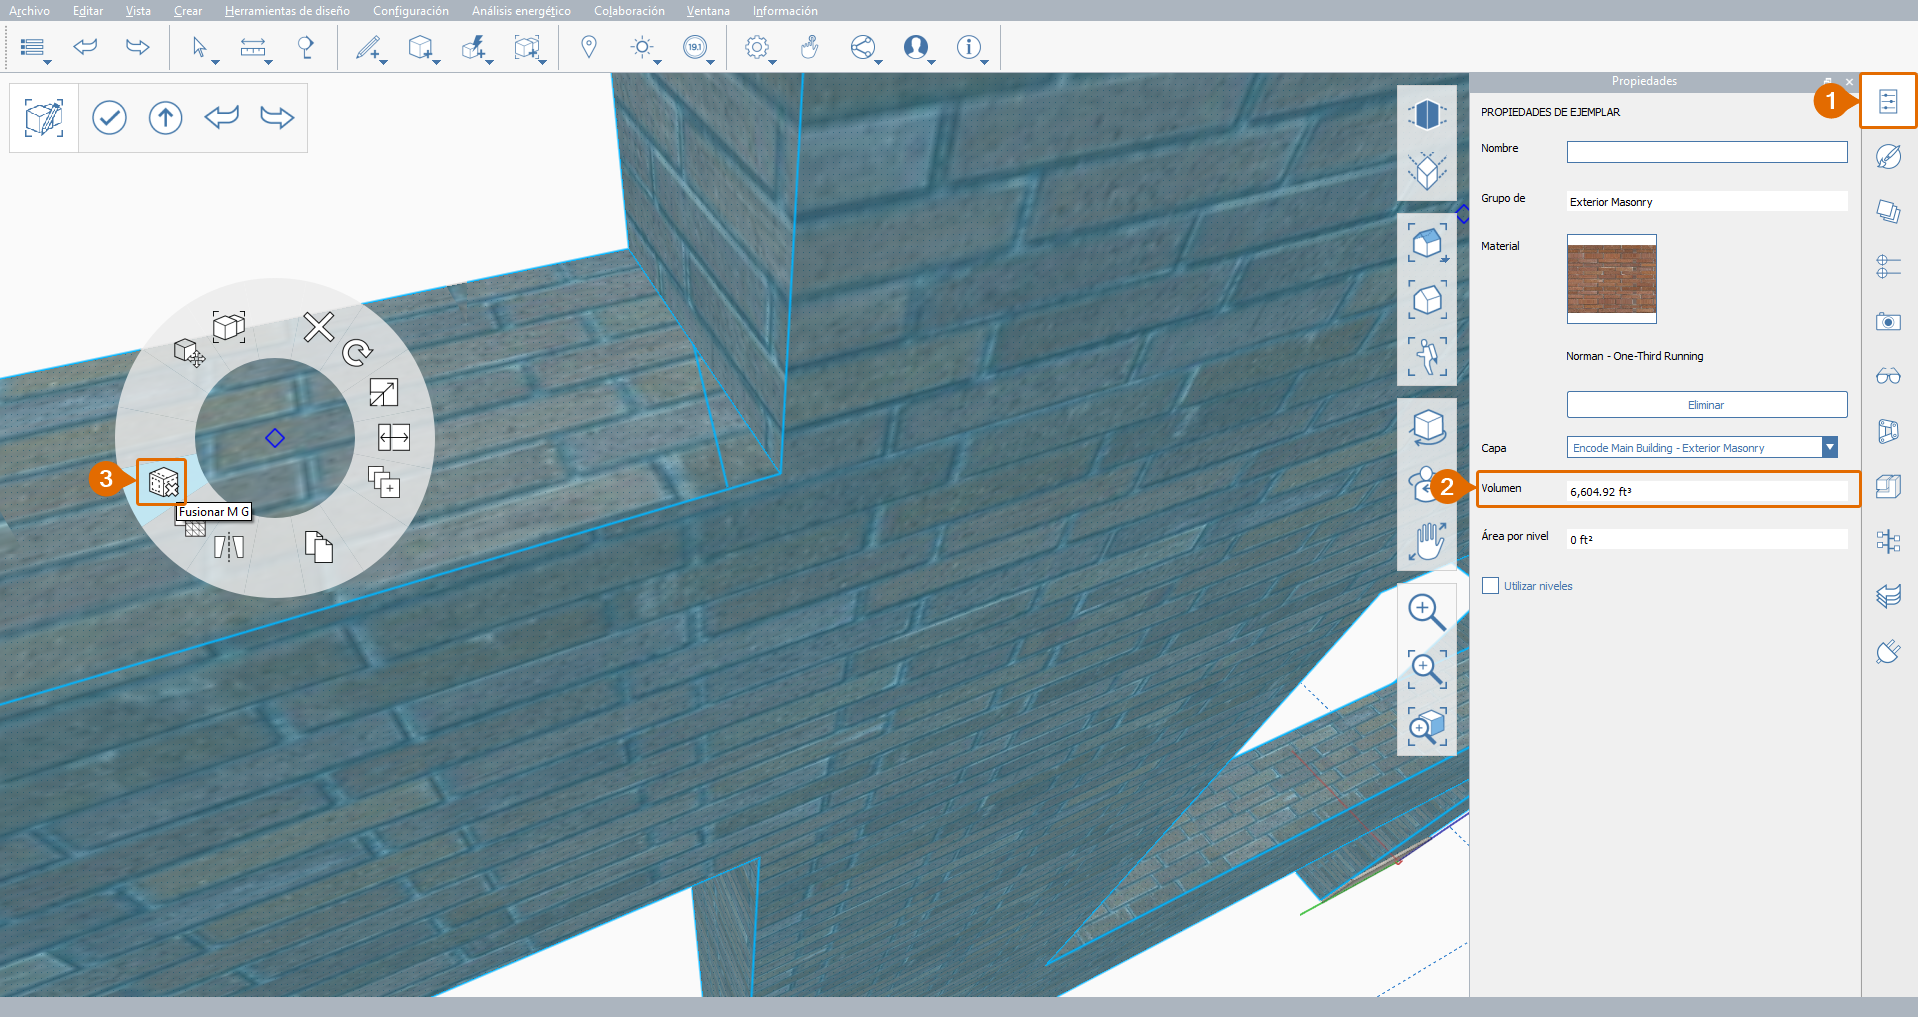 Archivo Editar Vista Crear Herramientas de diseño Configuración Análisis energético Colaboración Ventana Información
19.1
Propiedades
1
PROPIEDADES DE EJEMPLAR
Nombre
Grupo de Exterior Masonry
Material
Norman - One-Third Running
Eliminar
Capa Encode Main Building - Exterior Masonry
2
Volumen 6,604.92 ft³
Área por nivel 0 ft²
Utilizar niveles
3
Fusionar M G